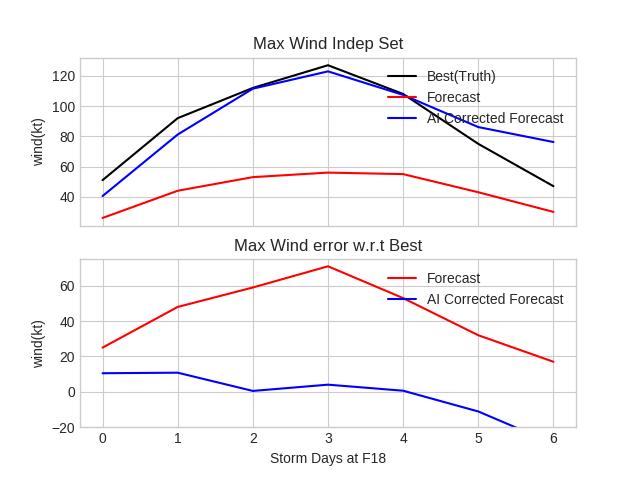 Max Wind Indep Set
120
100
80
60
40
wind(kt)
Best(Truth)
Forecast
AI Corrected Forecast
Max Wind error w.r.t Best
60
40
20
0
−20
wind(kt)
Forecast
AI Corrected Forecast
0 1 2 3 4 5 6
Storm Days at F18